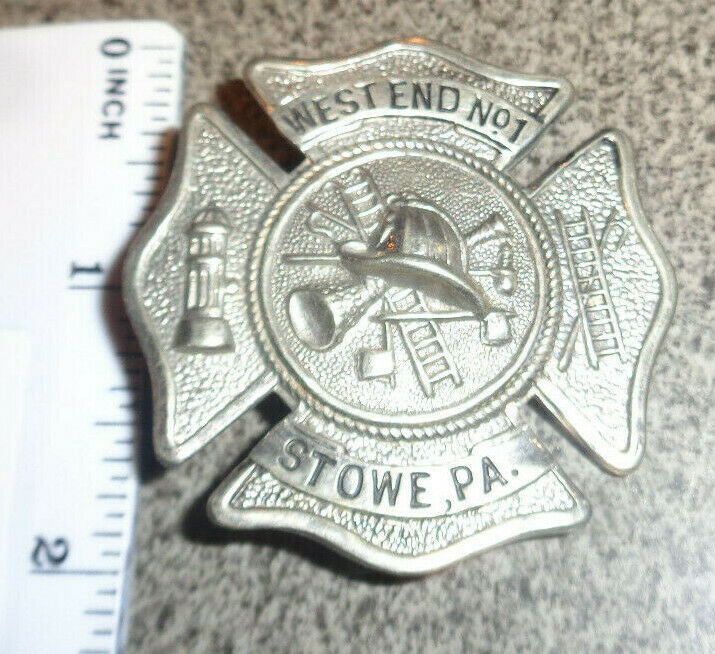 0 INCH
1
2
WEST END No. 1
STOWE, PA.